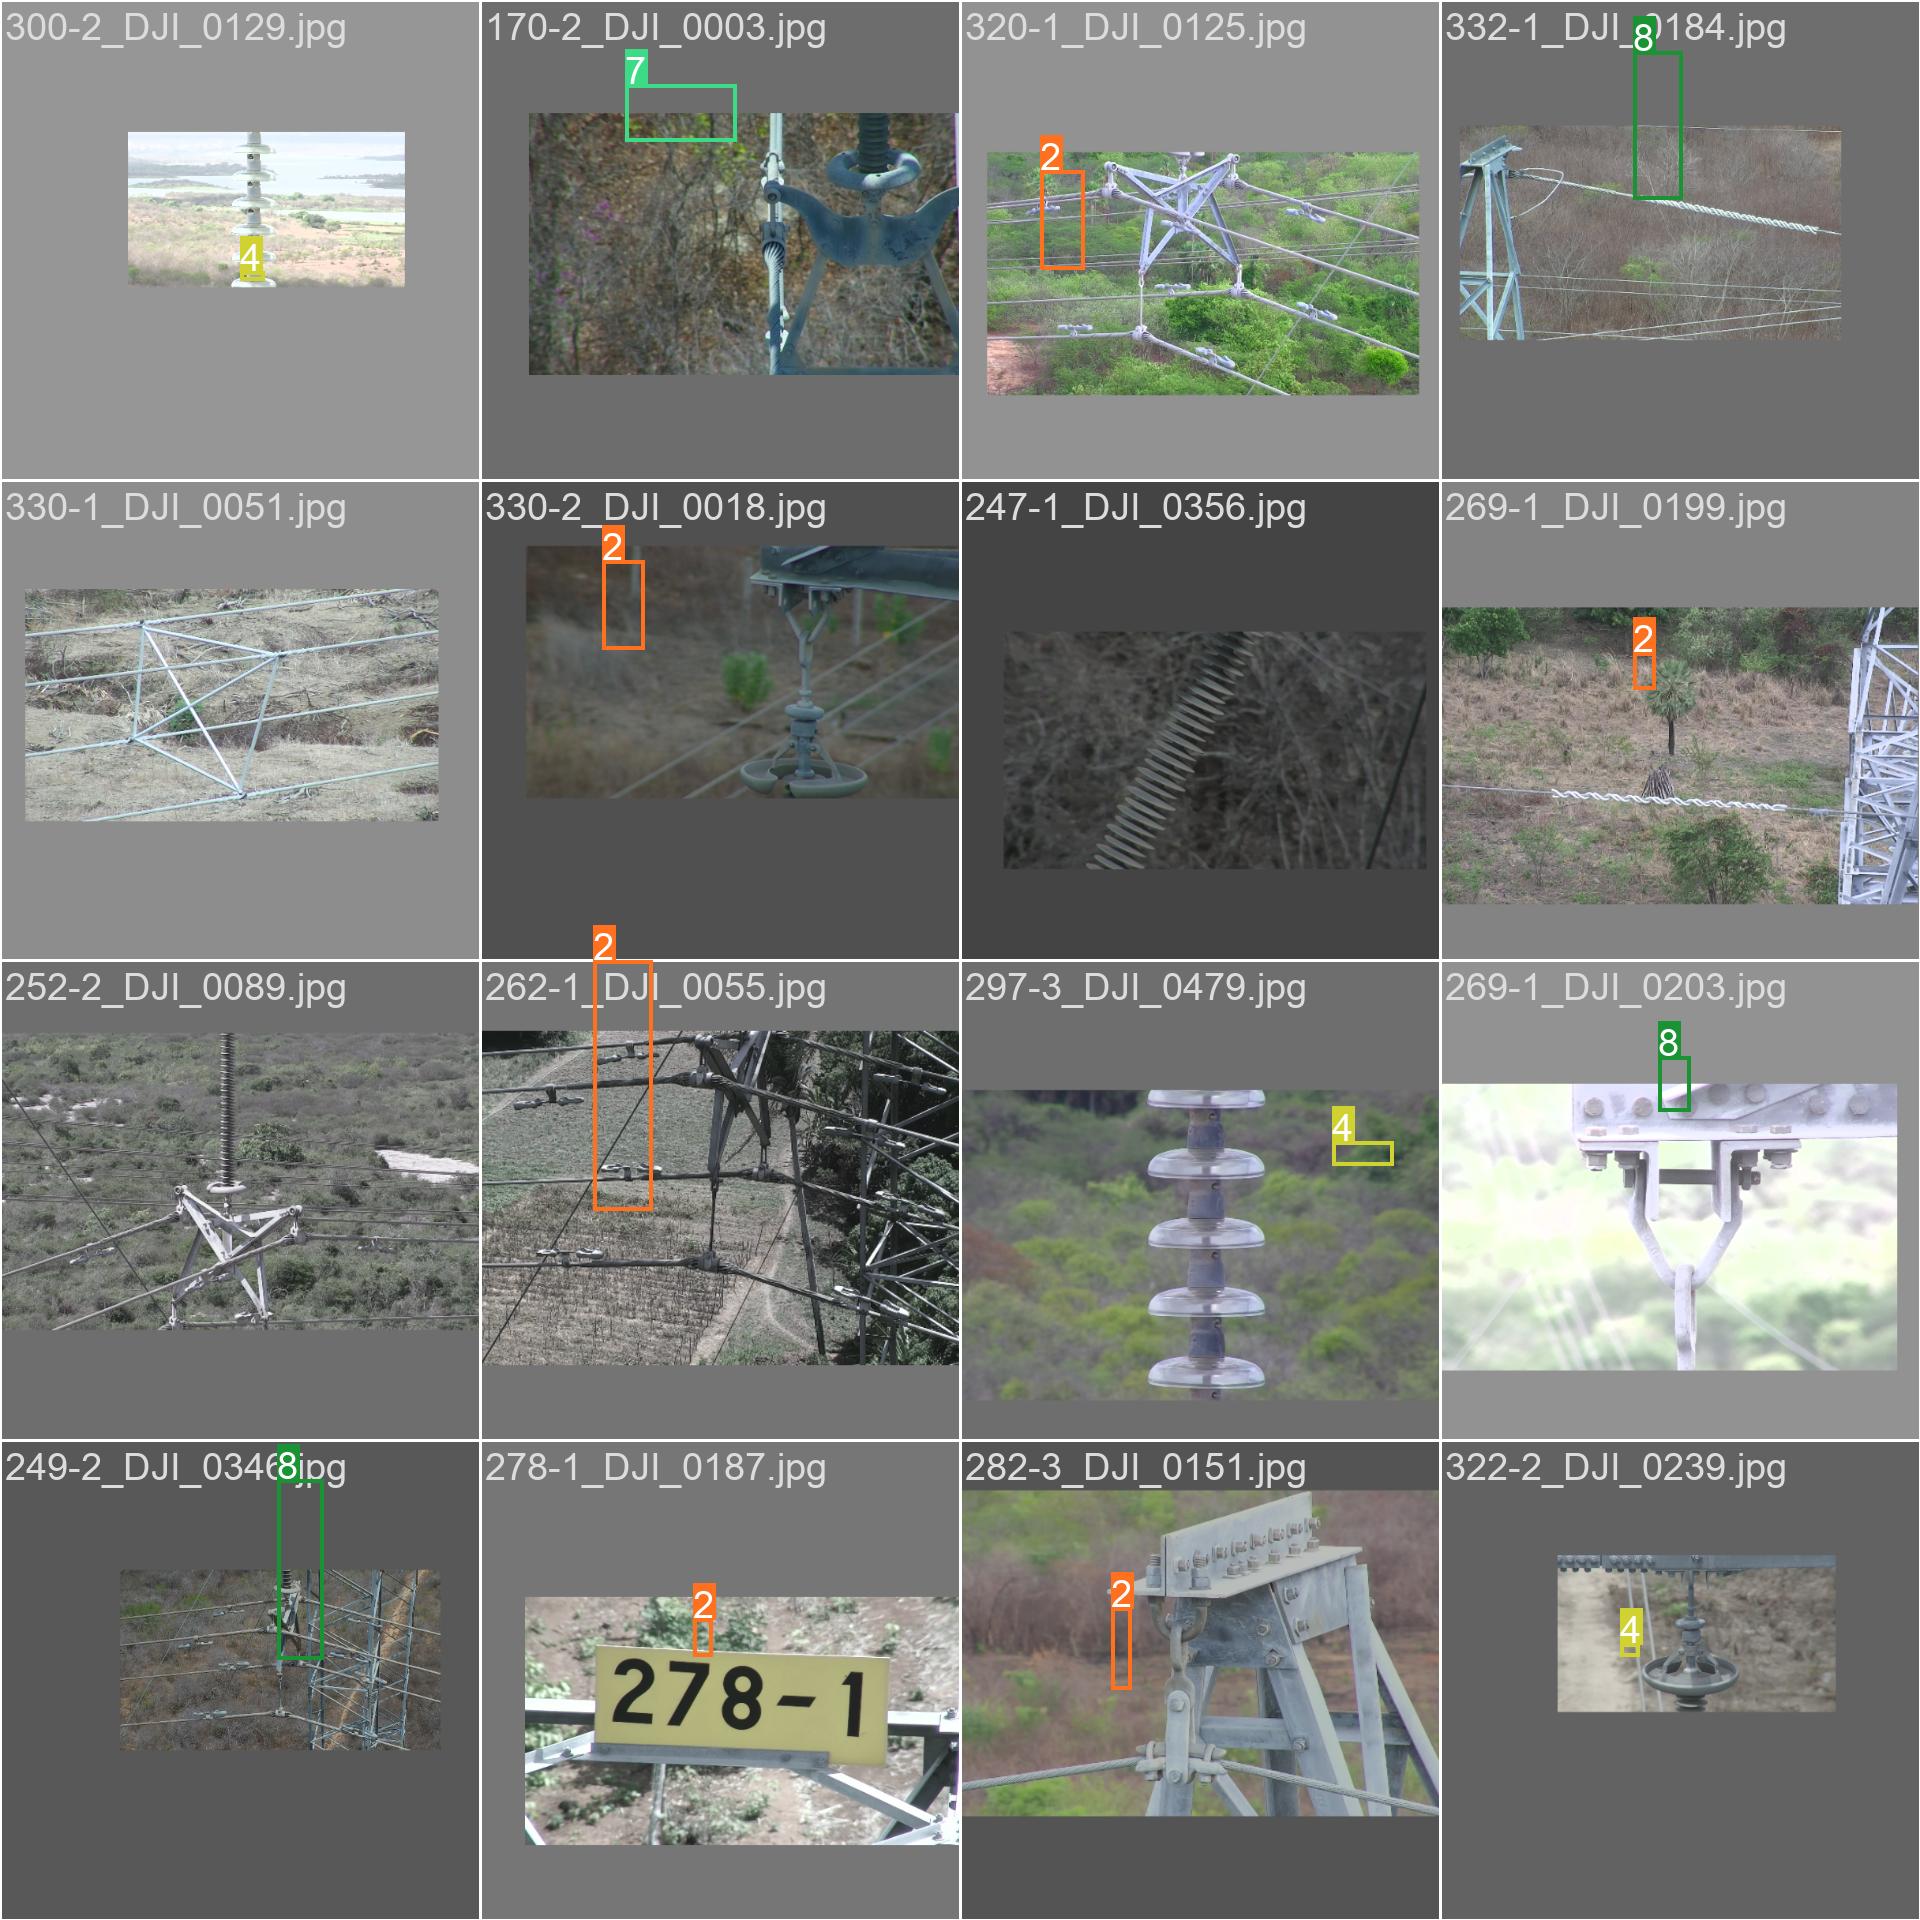 300-2_DJI_0129.jpg
170-2_DJI_0003.jpg
320-1_DJI_0125.jpg
332-1_DJI_0184.jpg
4
7
2
8
330-1_DJI_0051.jpg
330-2_DJI_0018.jpg
247-1_DJI_0356.jpg
269-1_DJI_0199.jpg
2
2
252-2_DJI_0089.jpg
262-1_DJI_0055.jpg
297-3_DJI_0479.jpg
269-1_DJI_0203.jpg
2
4
8
249-2_DJI_0346.jpg
278-1_DJI_0187.jpg
282-3_DJI_0151.jpg
322-2_DJI_0239.jpg
8
2
2
4
278-1